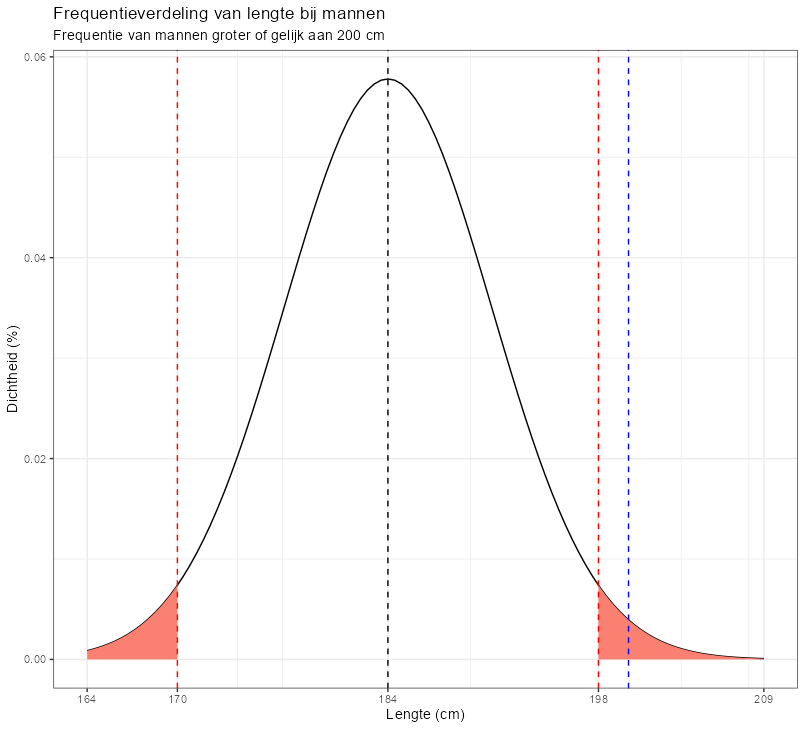 Frequentieverdeling van lengte bij mannen
Frequentie van mannen groter of gelijk aan 200 cm
0.06
0.04
0.02
0.00
Dichtheid (%)
164 170 184 198 209
Lengte (cm)